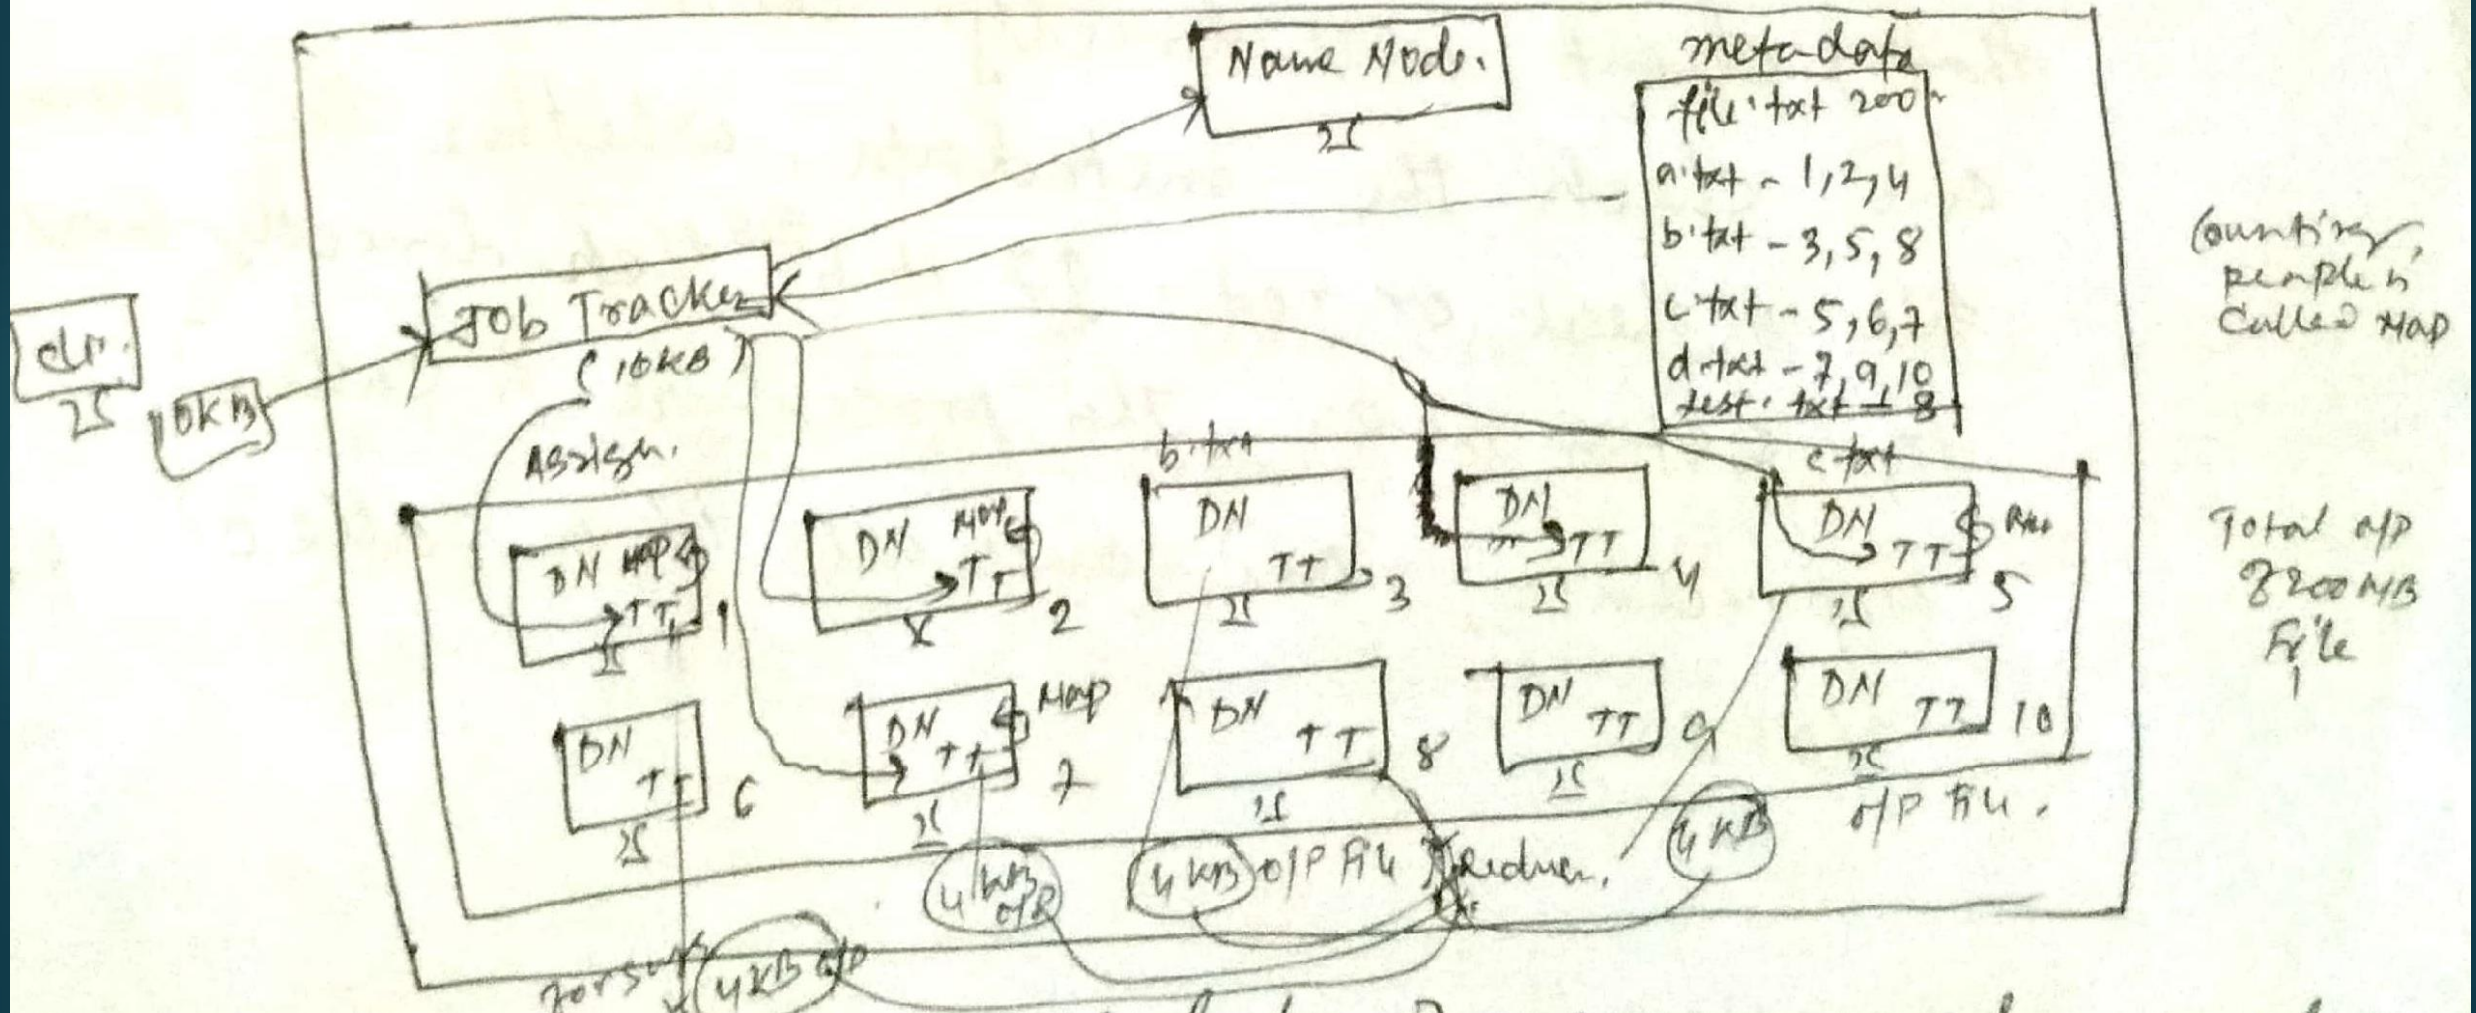 Name Node.
metadata
file.txt 200
a.txt - 1,2,4
b.txt - 3,5,8
c.txt - 5,6,7
d.txt - 7,9,10
test.txt - 8
Counting
people is
Called Map
Job Tracker
(10KB)
cli.
10KB
Assign.
b.txt
c.txt
DN Map
TT
1
DN Map
TT
2
DN
TT
3
DN
TT
4
DN
TT
5
Total o/p
200MB
File
1
DN
TT
6
DN
TT
Map
7
DN
TT
8
DN
TT
9
DN
TT
10
4KB
o/p
4KB o/P File
Reducer.
4KB
o/P File.
4KB o/p